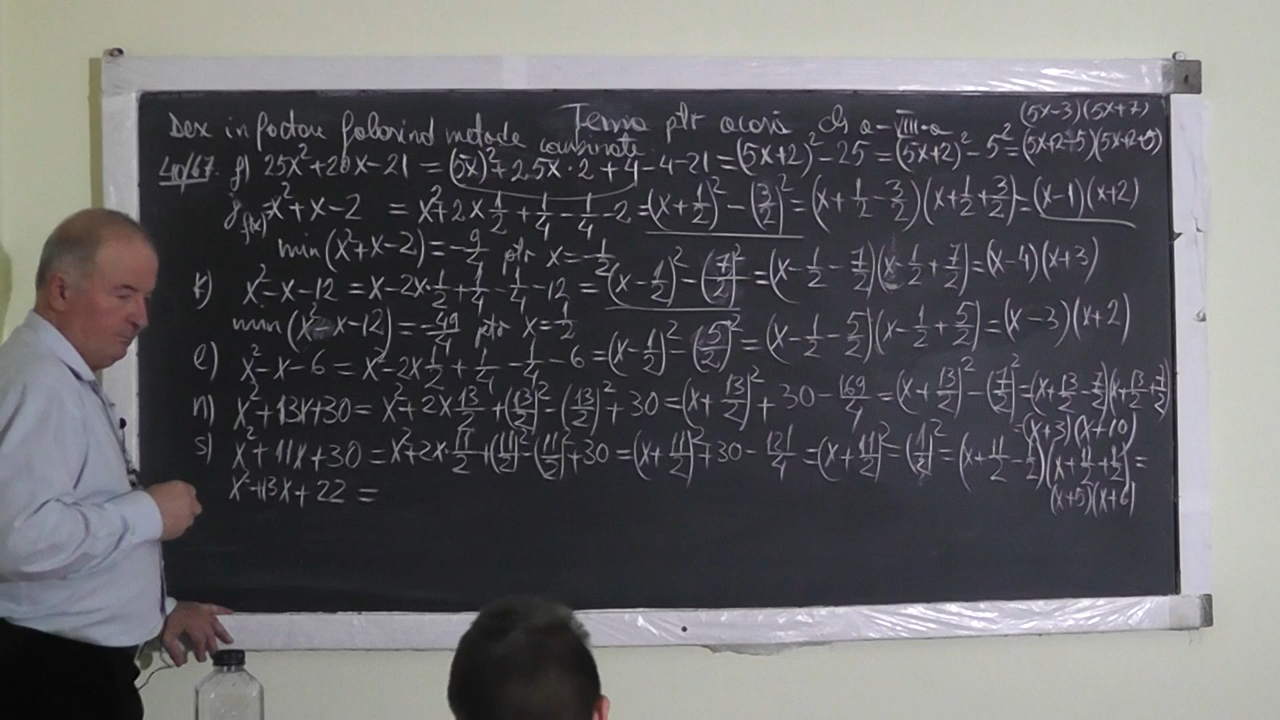 Desc in factori folosind metode combinate Tema ptr acasă cls a-VIII-a (5x-3)(5x+7)
40/67. f) 25x²+20x-21 = (5x)²+2.5x·2+4-4-21=(5x+2)²-25=(5x+2)²-5²=(5x+2-5)(5x+2+5)
j) f(x)=x²+x-2 = x²+2x 1/2+1/4-1/4-2=(x+1/2)²-(3/2)²=(x+1/2-3/2)(x+1/2+3/2)=(x-1)(x+2)
min(x²+x-2)=-9/4 ptr x=-1/2
k) x²-x-12=x-2x·1/2+1/4-1/4-12=(x-1/2)²-(7/2)²=(x-1/2-7/2)(x-1/2+7/2)=(x-4)(x+3)
min(x²-x-12)=-49/4 ptr x=1/2
l) x²-x-6=x²-2x1/2+1/4-1/4-6=(x-1/2)²-(5/2)²=(x-1/2-5/2)(x-1/2+5/2)=(x-3)(x+2)
n) x²+13x+30=x²+2x13/2+(13/2)²-(13/2)²+30=(x+13/2)²+30-169/4=(x+13/2)²-(7/2)²=(x+13/2-7/2)(x+13/2+7/2)
=(x+3)(x+10)
s) x²+11x+30=x²+2x·11/2+(11/2)²-(11/2)²+30=(x+11/2)²+30-121/4=(x+11/2)²-(1/2)²=(x+11/2-1/2)(x+11/2+1/2)=
(x+5)(x+6)
x²+13x+22=